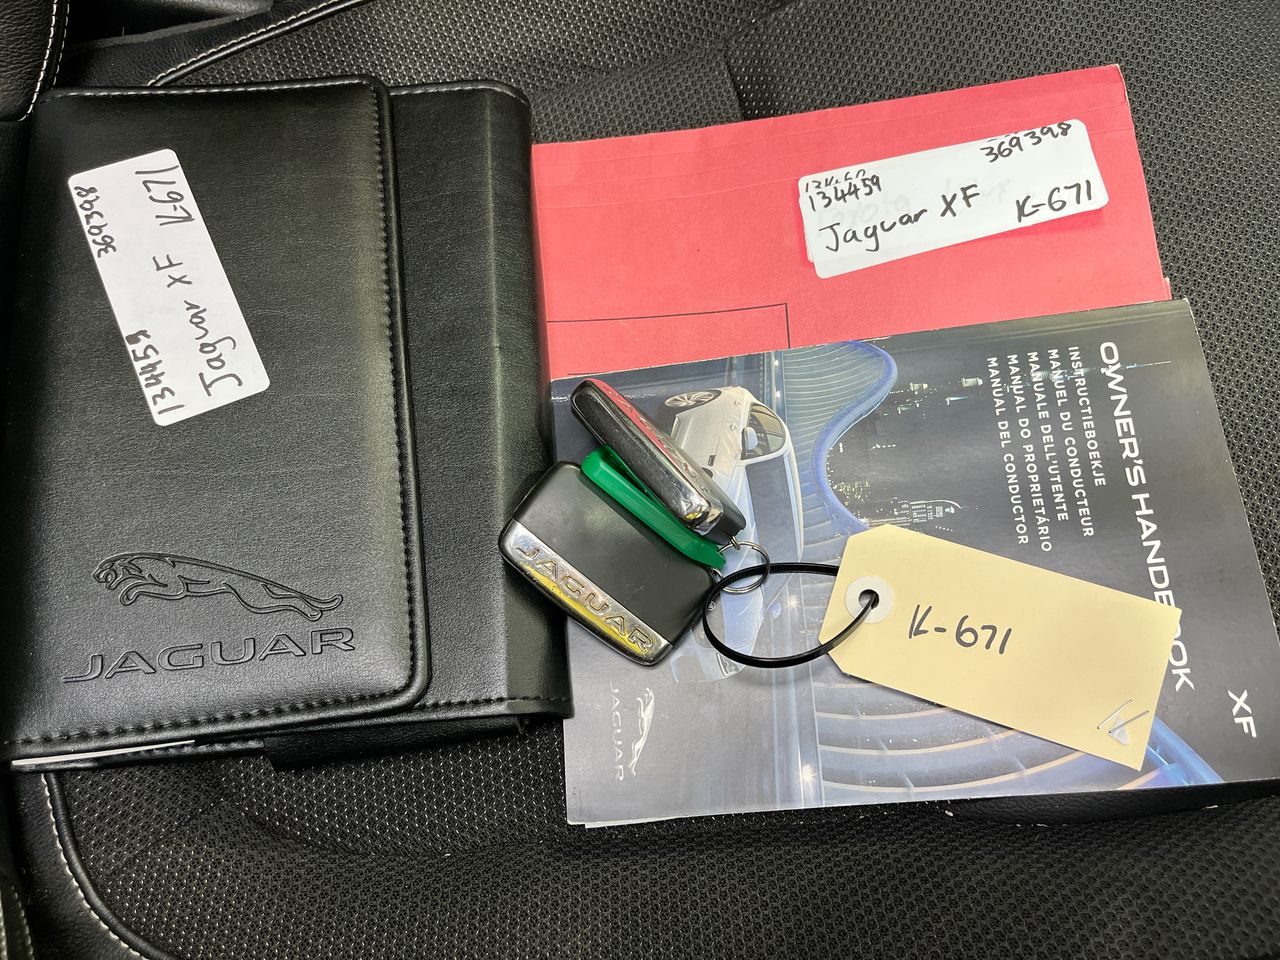 134459
369398
Jaguar XF
K-671
JAGUAR
134459
369398
Jaguar XF
K-671
OWNER'S HANDBOOK
INSTRUCTIEBOEKJE
MANUEL DU CONDUCTEUR
MANUALE DELL'UTENTE
MANUAL DO PROPRIETÁRIO
MANUAL DEL CONDUCTOR
XF
JAGUAR
JAGUAR
K-671